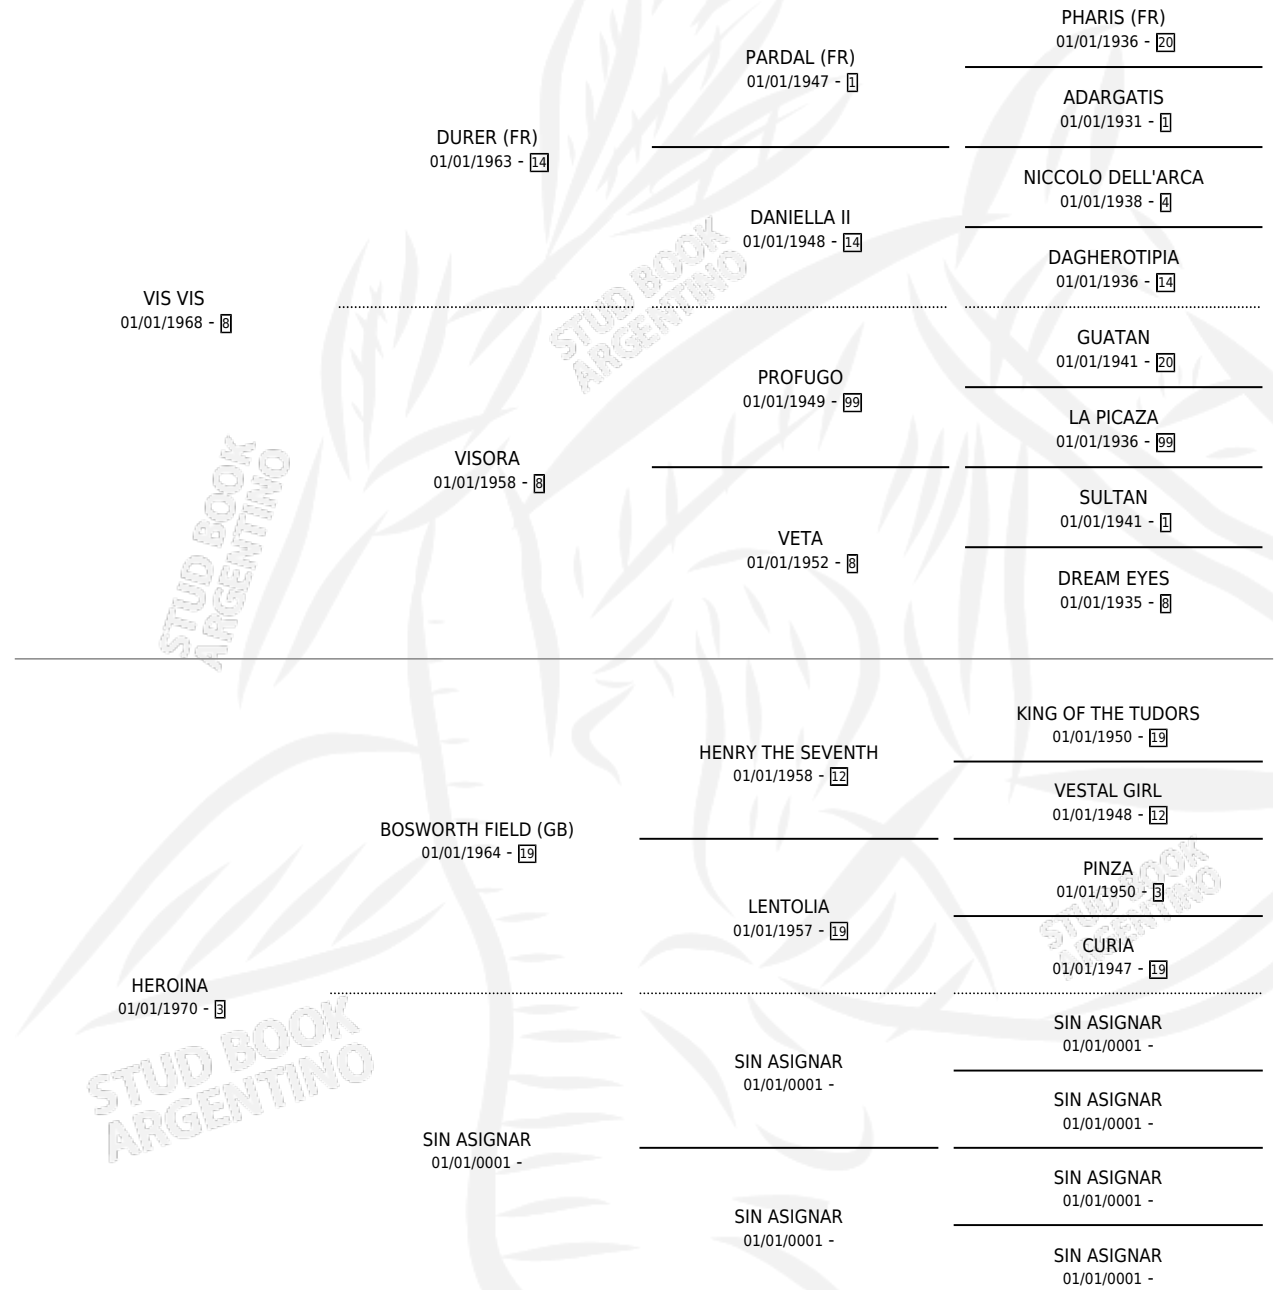 PHARIS (FR)
01/01/1936 - 20
PARDAL (FR)
01/01/1947 - 1
ADARGATIS
01/01/1931 - 1
DURER (FR)
01/01/1963 - 14
NICCOLO DELL'ARCA
01/01/1938 - 4
DANIELLA II
01/01/1948 - 14
DAGHEROTIPIA
01/01/1936 - 14
VIS VIS
01/01/1968 - 8
GUATAN
01/01/1941 - 20
PROFUGO
01/01/1949 - 99
LA PICAZA
01/01/1936 - 99
VISORA
01/01/1958 - 8
SULTAN
01/01/1941 - 1
VETA
01/01/1952 - 8
DREAM EYES
01/01/1935 - 8
STUD BOOK
ARGENTINO
STUD BOOK
ARGENTINO
KING OF THE TUDORS
01/01/1950 - 19
HENRY THE SEVENTH
01/01/1958 - 12
VESTAL GIRL
01/01/1948 - 12
BOSWORTH FIELD (GB)
01/01/1964 - 19
PINZA
01/01/1950 - 3
LENTOLIA
01/01/1957 - 19
CURIA
01/01/1947 - 19
STUD BOOK
ARGENTINO
HEROINA
01/01/1970 - 3
SIN ASIGNAR
01/01/0001 -
SIN ASIGNAR
01/01/0001 -
SIN ASIGNAR
01/01/0001 -
STUD BOOK
ARGENTINO
SIN ASIGNAR
01/01/0001 -
SIN ASIGNAR
01/01/0001 -
SIN ASIGNAR
01/01/0001 -
SIN ASIGNAR
01/01/0001 -